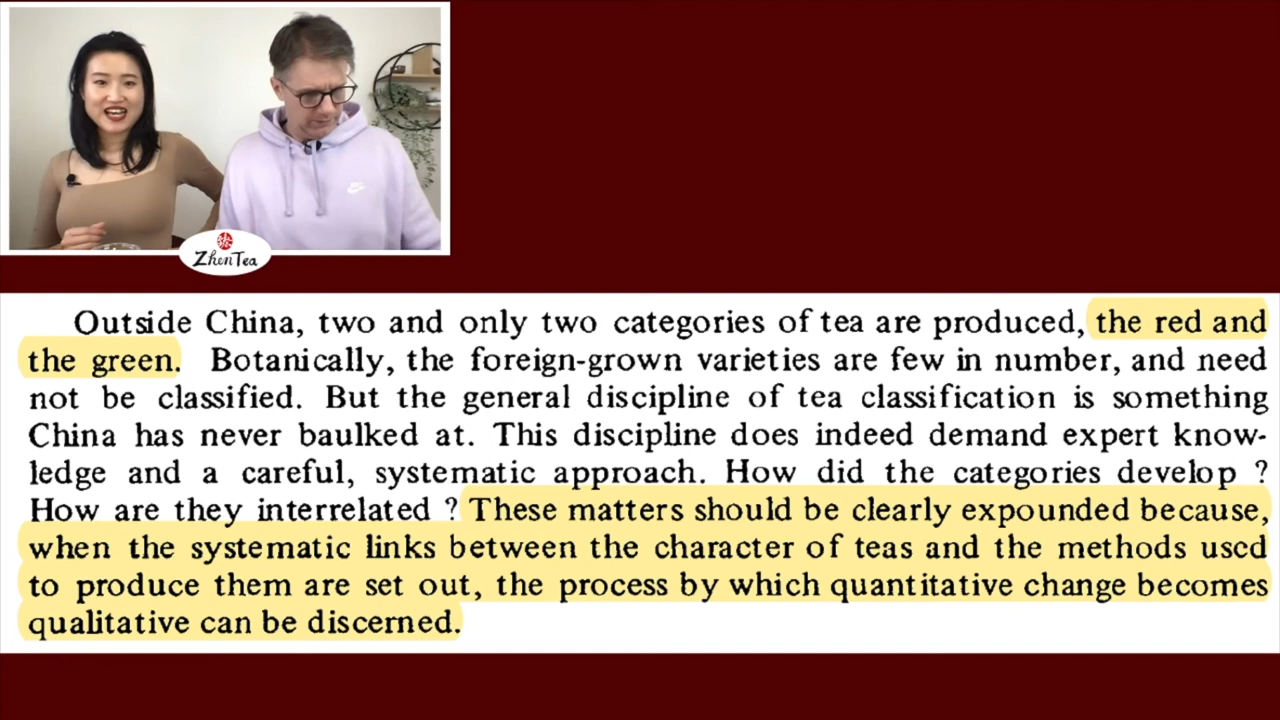 ZhenTea
Outside China, two and only two categories of tea are produced, the red and
the green. Botanically, the foreign-grown varieties are few in number, and need
not be classified. But the general discipline of tea classification is something
China has never baulked at. This discipline does indeed demand expert know-
ledge and a careful, systematic approach. How did the categories develop ?
How are they interrelated ? These matters should be clearly expounded because,
when the systematic links between the character of teas and the methods used
to produce them are set out, the process by which quantitative change becomes
qualitative can be discerned.